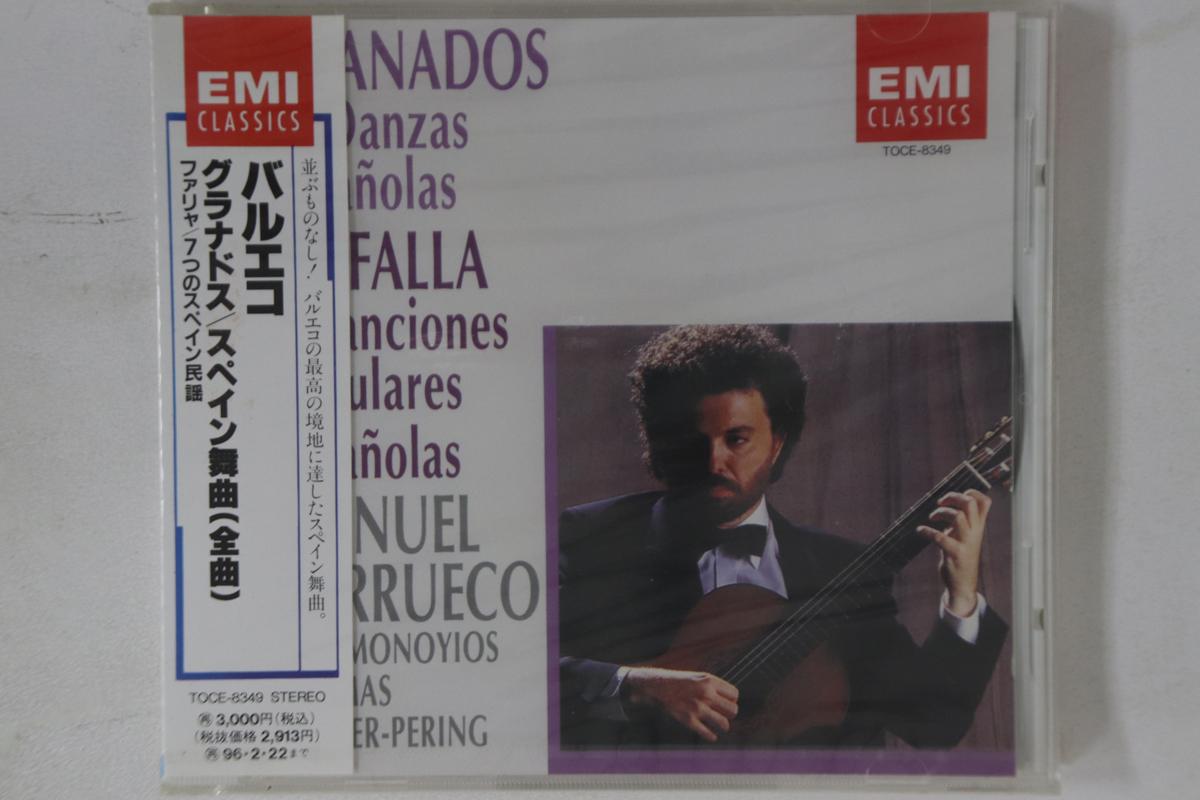 EMI
CLASSICS
並ぶものなし！ バルエコの最高の境地に達したスペイン舞曲。
バルエコ
グラナドス/スペイン舞曲(全曲)
ファリャ/7つのスペイン民謡
TOCE-8349 STEREO
再 3,000円(税込)
(税抜価格 2,913円)
再 96・2・22まで
ANADOS
Danzas
añolas
FALLA
anciones
ulares
añolas
NUEL
RRUECO
MONOYIOS
AS
ER-PERING
EMI
CLASSICS
TOCE-8349